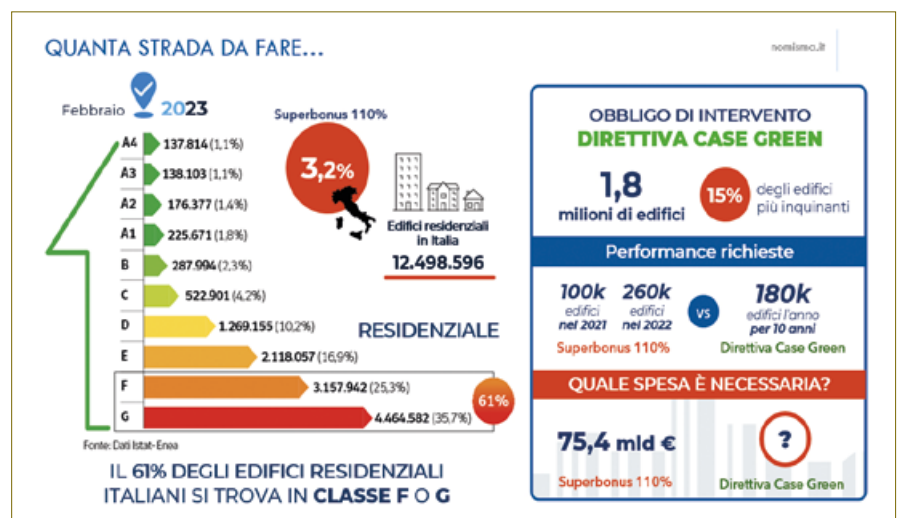 QUANTA STRADA DA FARE...
nomisma.it
Febbraio 2023
A4 137.814 (1,1%)
A3 138.103 (1,1%)
A2 176.377 (1,4%)
A1 225.671 (1,8%)
B 287.994 (2,3%)
C 522.901 (4,2%)
D 1.269.155 (10,2%)
E 2.118.057 (16,9%)
F 3.157.942 (25,3%)
G 4.464.582 (35,7%)
61%
Superbonus 110%
3,2%
Edifici residenziali
in Italia
12.498.596
RESIDENZIALE
Fonte: Dati Istat-Enea
IL 61% DEGLI EDIFICI RESIDENZIALI
ITALIANI SI TROVA IN CLASSE F O G
OBBLIGO DI INTERVENTO
DIRETTIVA CASE GREEN
1,8
milioni di edifici
15%
degli edifici
più inquinanti
Performance richieste
100k
edifici
nel 2021
260k
edifici
nel 2022
Superbonus 110%
VS
180k
edifici l'anno
per 10 anni
Direttiva Case Green
QUALE SPESA È NECESSARIA?
75,4 mld €
Superbonus 110%
?
Direttiva Case Green